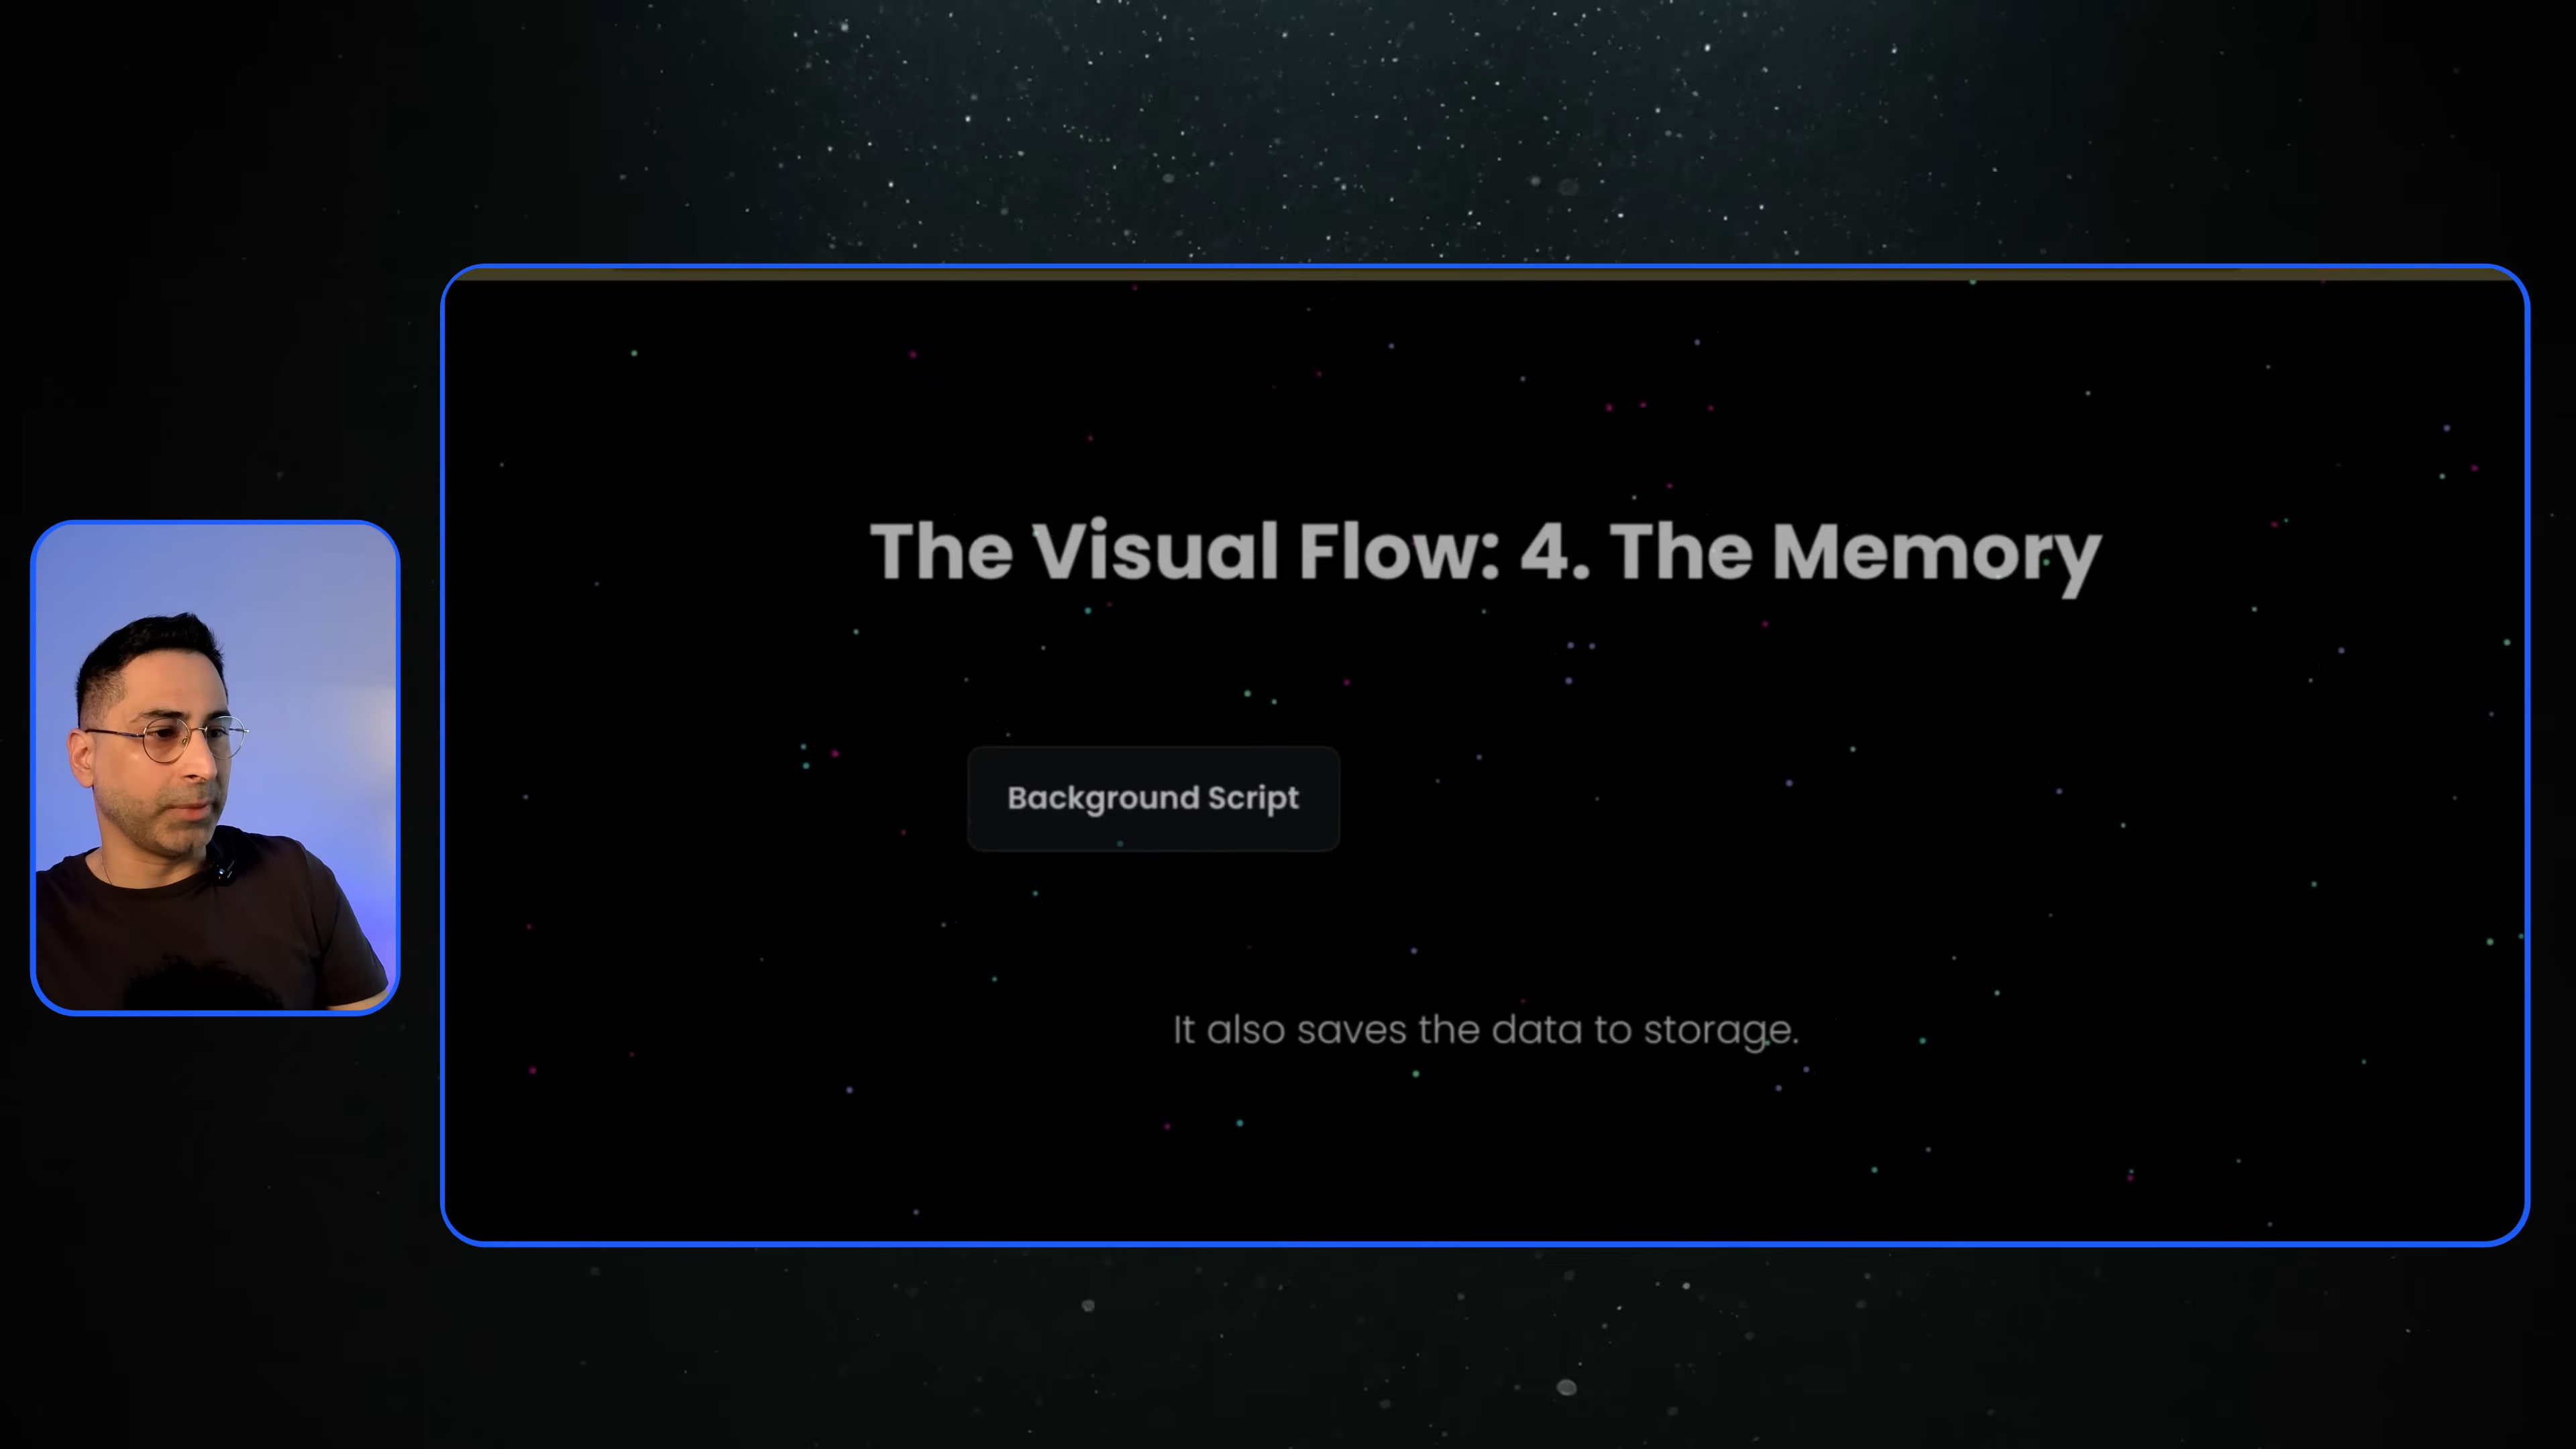 The Visual Flow: 4. The Memory
Background Script
It also saves the data to storage.